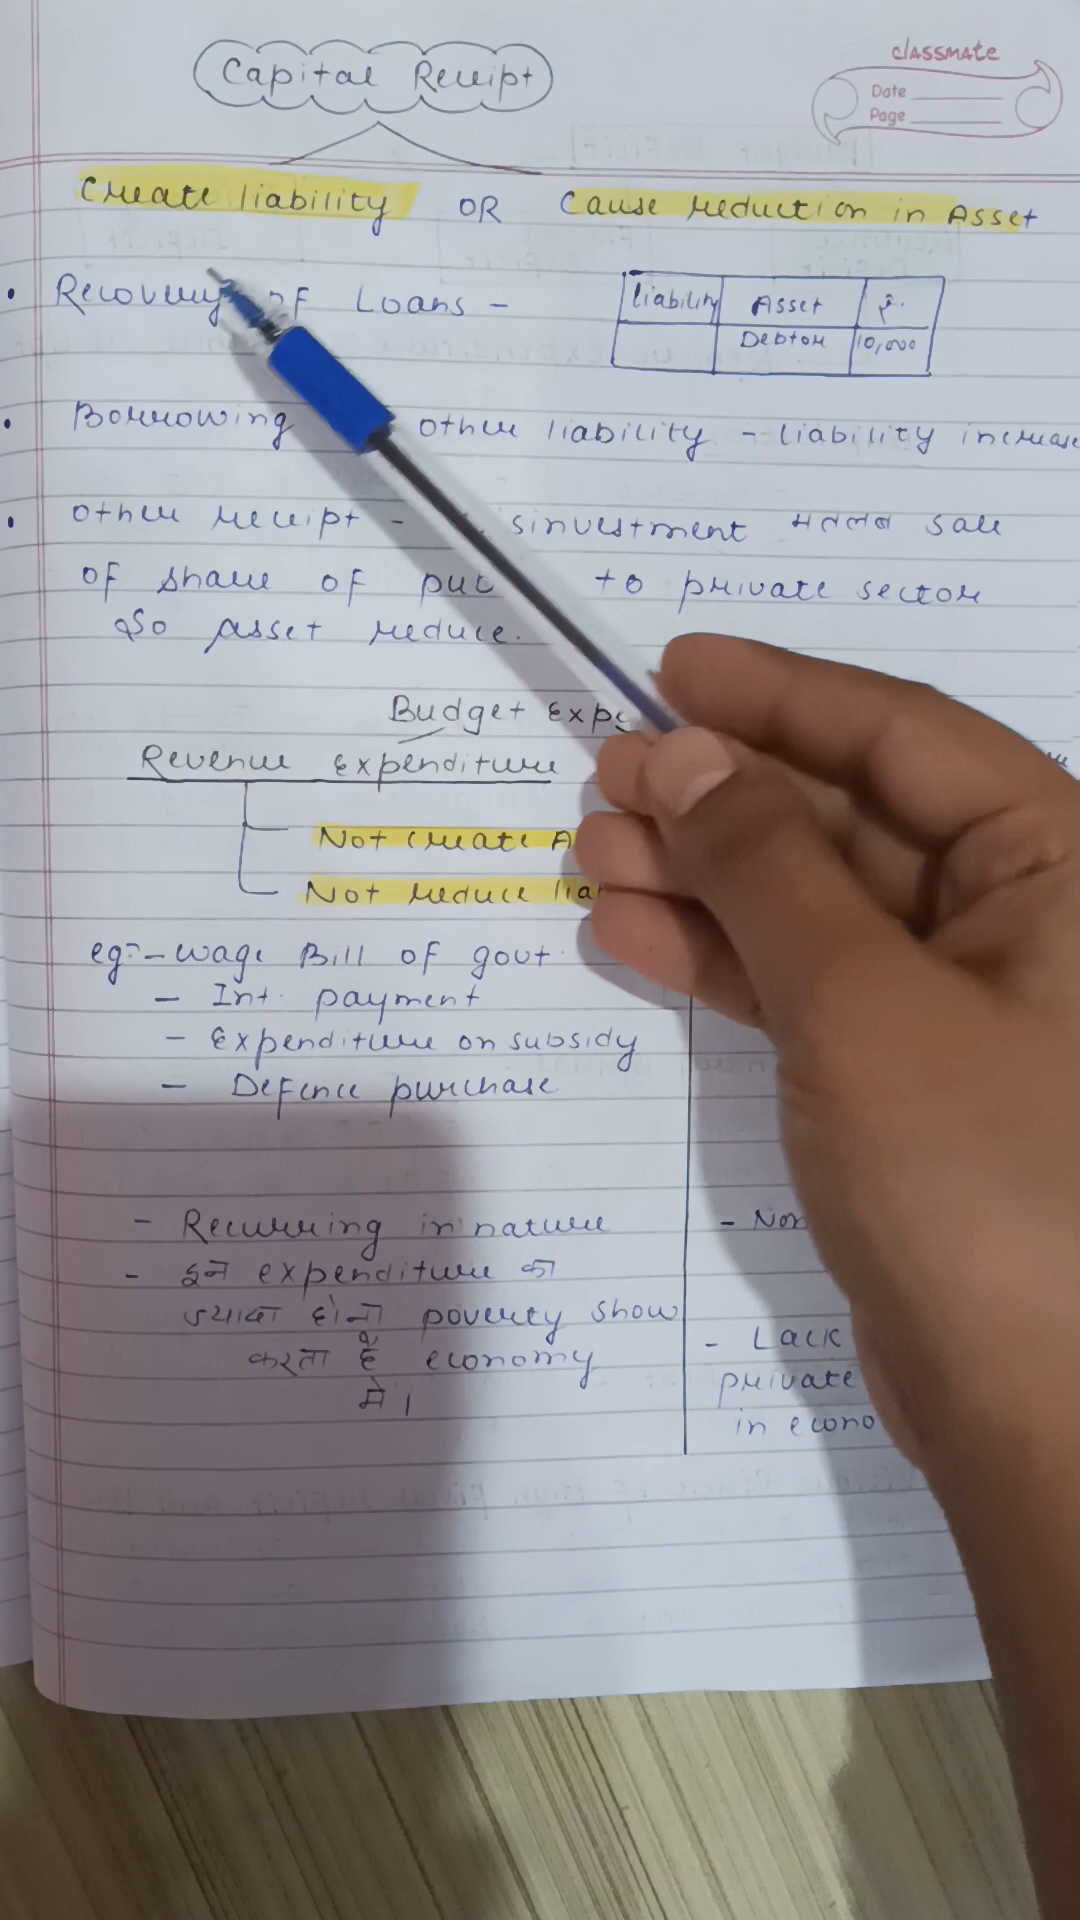 Capital Receipt
classmate
Date
Page
Create liability OR Cause reduction in Asset
• Recovery of Loans -
liability Asset ₹.
Debtor 10,000
• Borrowing other liability - liability increase
• other receipt - sinvestment मतलब sale
of share of to private sector
So asset reduce.
Budget
Revenue Expenditure
Not create A
Not reduce
eg:- wage Bill of govt.
- Int. payment
- Expenditure on subsidy
- Defence purchase
- Recurring in nature
- Non
- इन expenditure का
ज्यादा होना poverty show
करता है economy
में।
- Lack
private
in econo